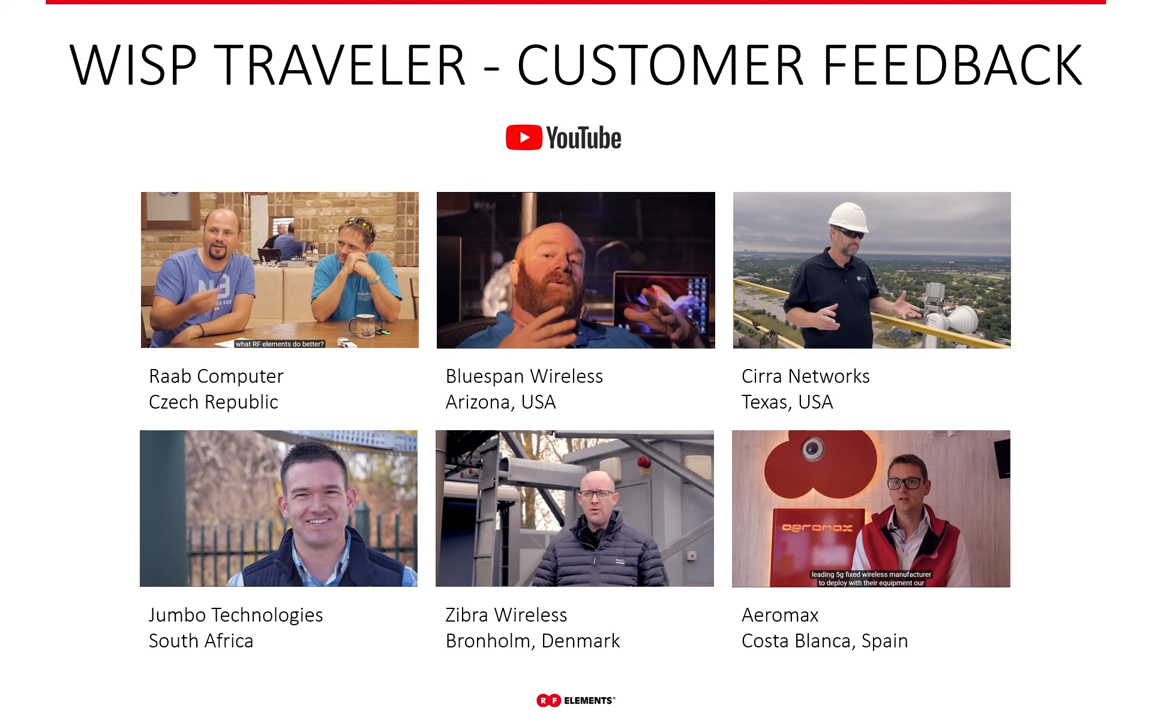 WISP TRAVELER - CUSTOMER FEEDBACK
YouTube
what RF elements do better?
Raab Computer
Czech Republic
Bluespan Wireless
Arizona, USA
Cirra Networks
Texas, USA
aeromax
leading 5g fixed wireless manufacturer
to deploy with their equipment our
Jumbo Technologies
South Africa
Zibra Wireless
Bronholm, Denmark
Aeromax
Costa Blanca, Spain
RF ELEMENTS